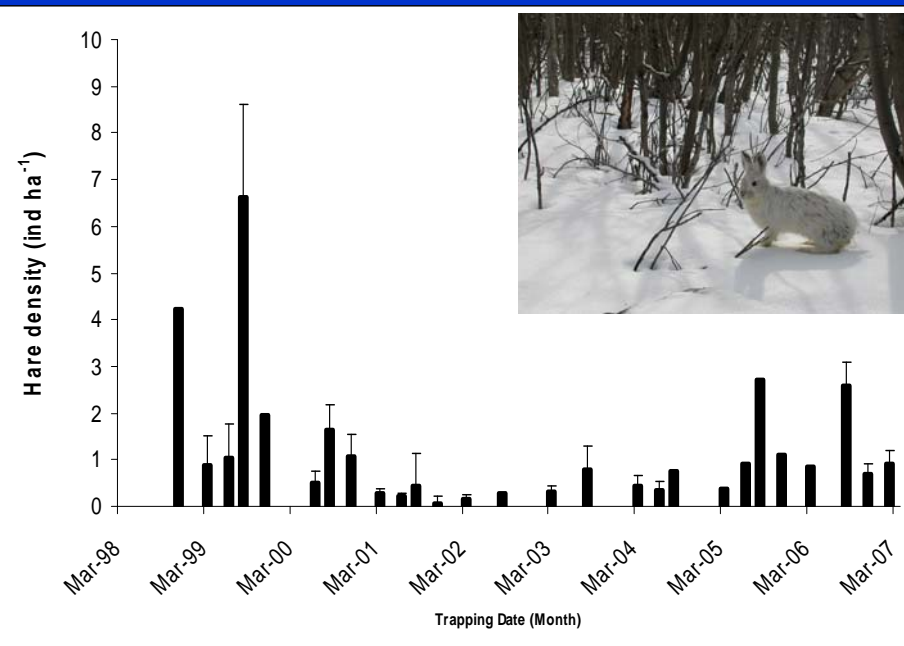 10
9
8
7
6
5
4
3
2
1
0
Hare density (ind ha⁻¹)
Mar-98
Mar-99
Mar-00
Mar-01
Mar-02
Mar-03
Mar-04
Mar-05
Mar-06
Mar-07
Trapping Date (Month)